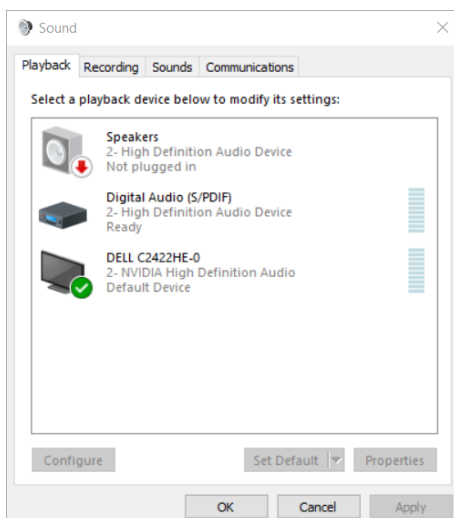 Sound
Playback Recording Sounds Communications
Select a playback device below to modify its settings:
Speakers
2- High Definition Audio Device
Not plugged in
Digital Audio (S/PDIF)
2- High Definition Audio Device
Ready
DELL C2422HE-0
2- NVIDIA High Definition Audio
Default Device
Configure Set Default Properties
OK Cancel Apply